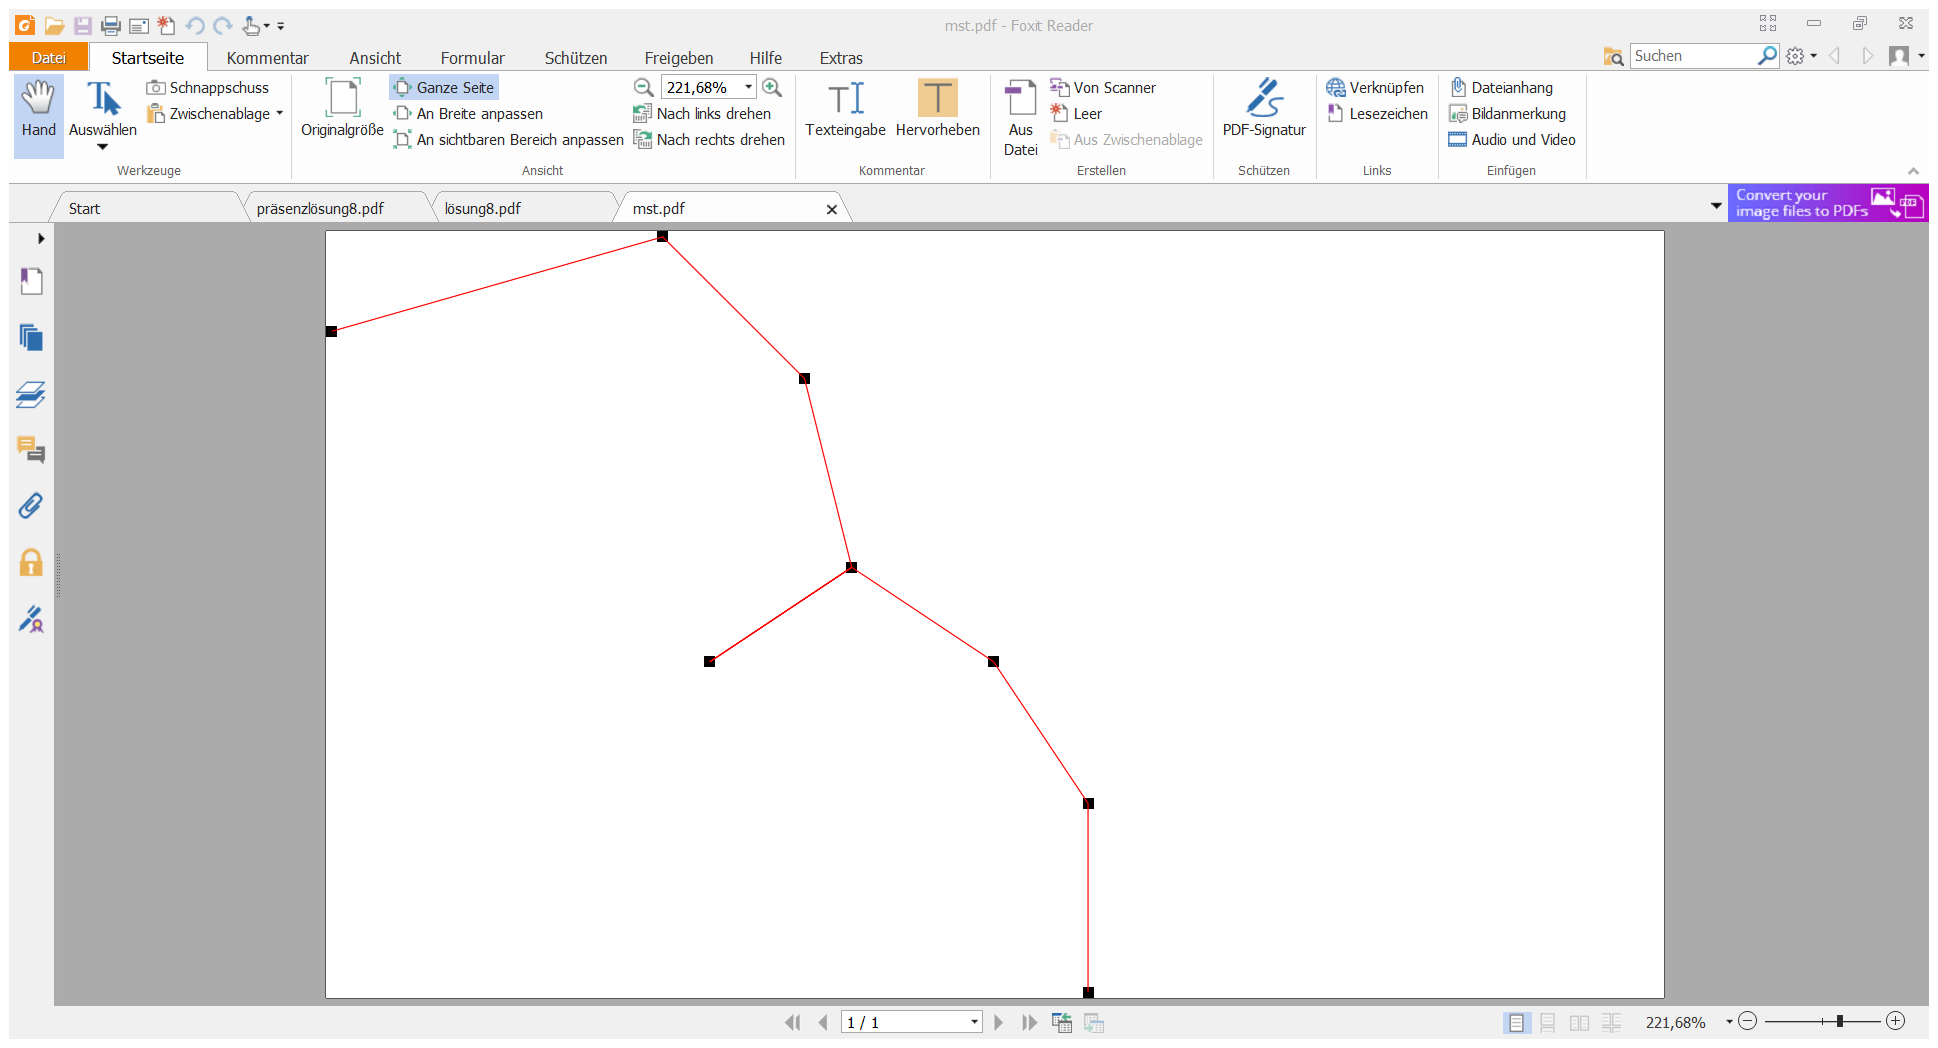 mst.pdf - Foxit Reader
Datei Startseite Kommentar Ansicht Formular Schützen Freigeben Hilfe Extras Suchen
Hand
Auswählen
Schnappschuss
Zwischenablage
Werkzeuge
Originalgröße
Ganze Seite
An Breite anpassen
An sichtbaren Bereich anpassen
221,68%
Nach links drehen
Nach rechts drehen
Ansicht
Texteingabe
Hervorheben
Kommentar
Aus
Datei
Von Scanner
Leer
Aus Zwischenablage
Erstellen
PDF-Signatur
Schützen
Verknüpfen
Lesezeichen
Links
Dateianhang
Bildanmerkung
Audio und Video
Einfügen
Start präsenzlösung8.pdf lösung8.pdf mst.pdf
Convert your
image files to PDFs
1 / 1
221,68%